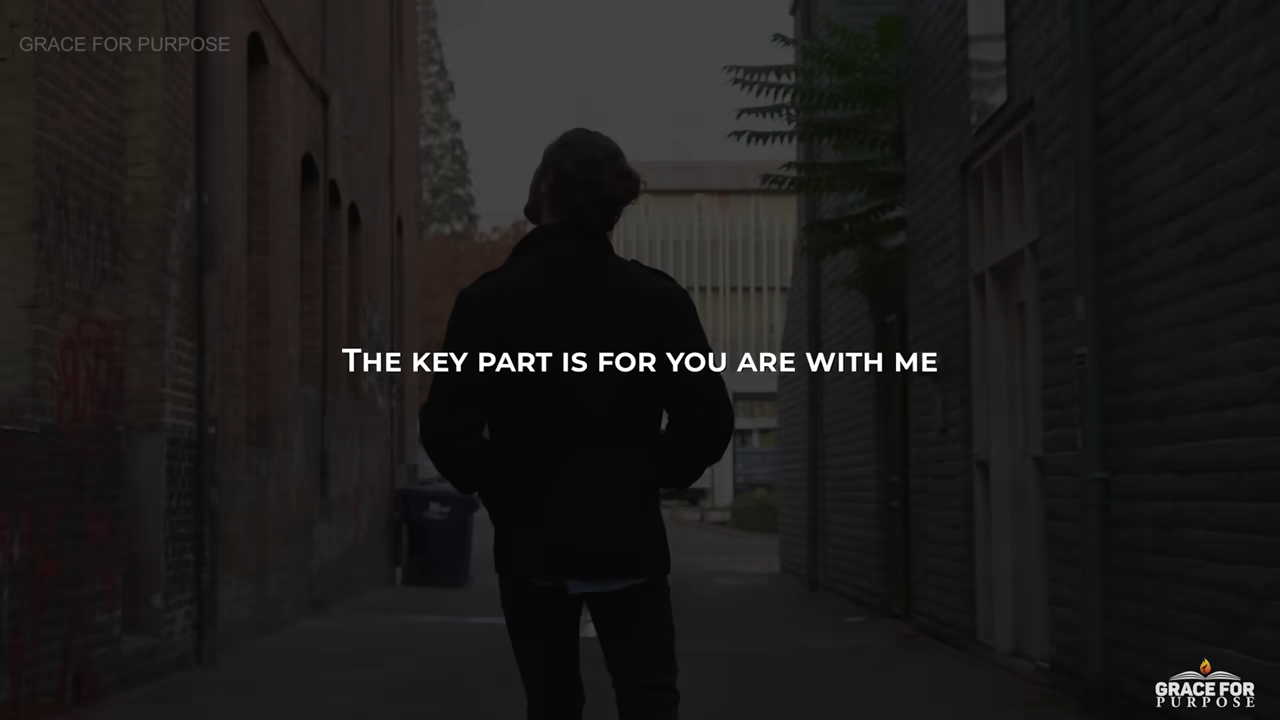 GRACE FOR PURPOSE
THE KEY PART IS FOR YOU ARE WITH ME
GRACE FOR
PURPOSE